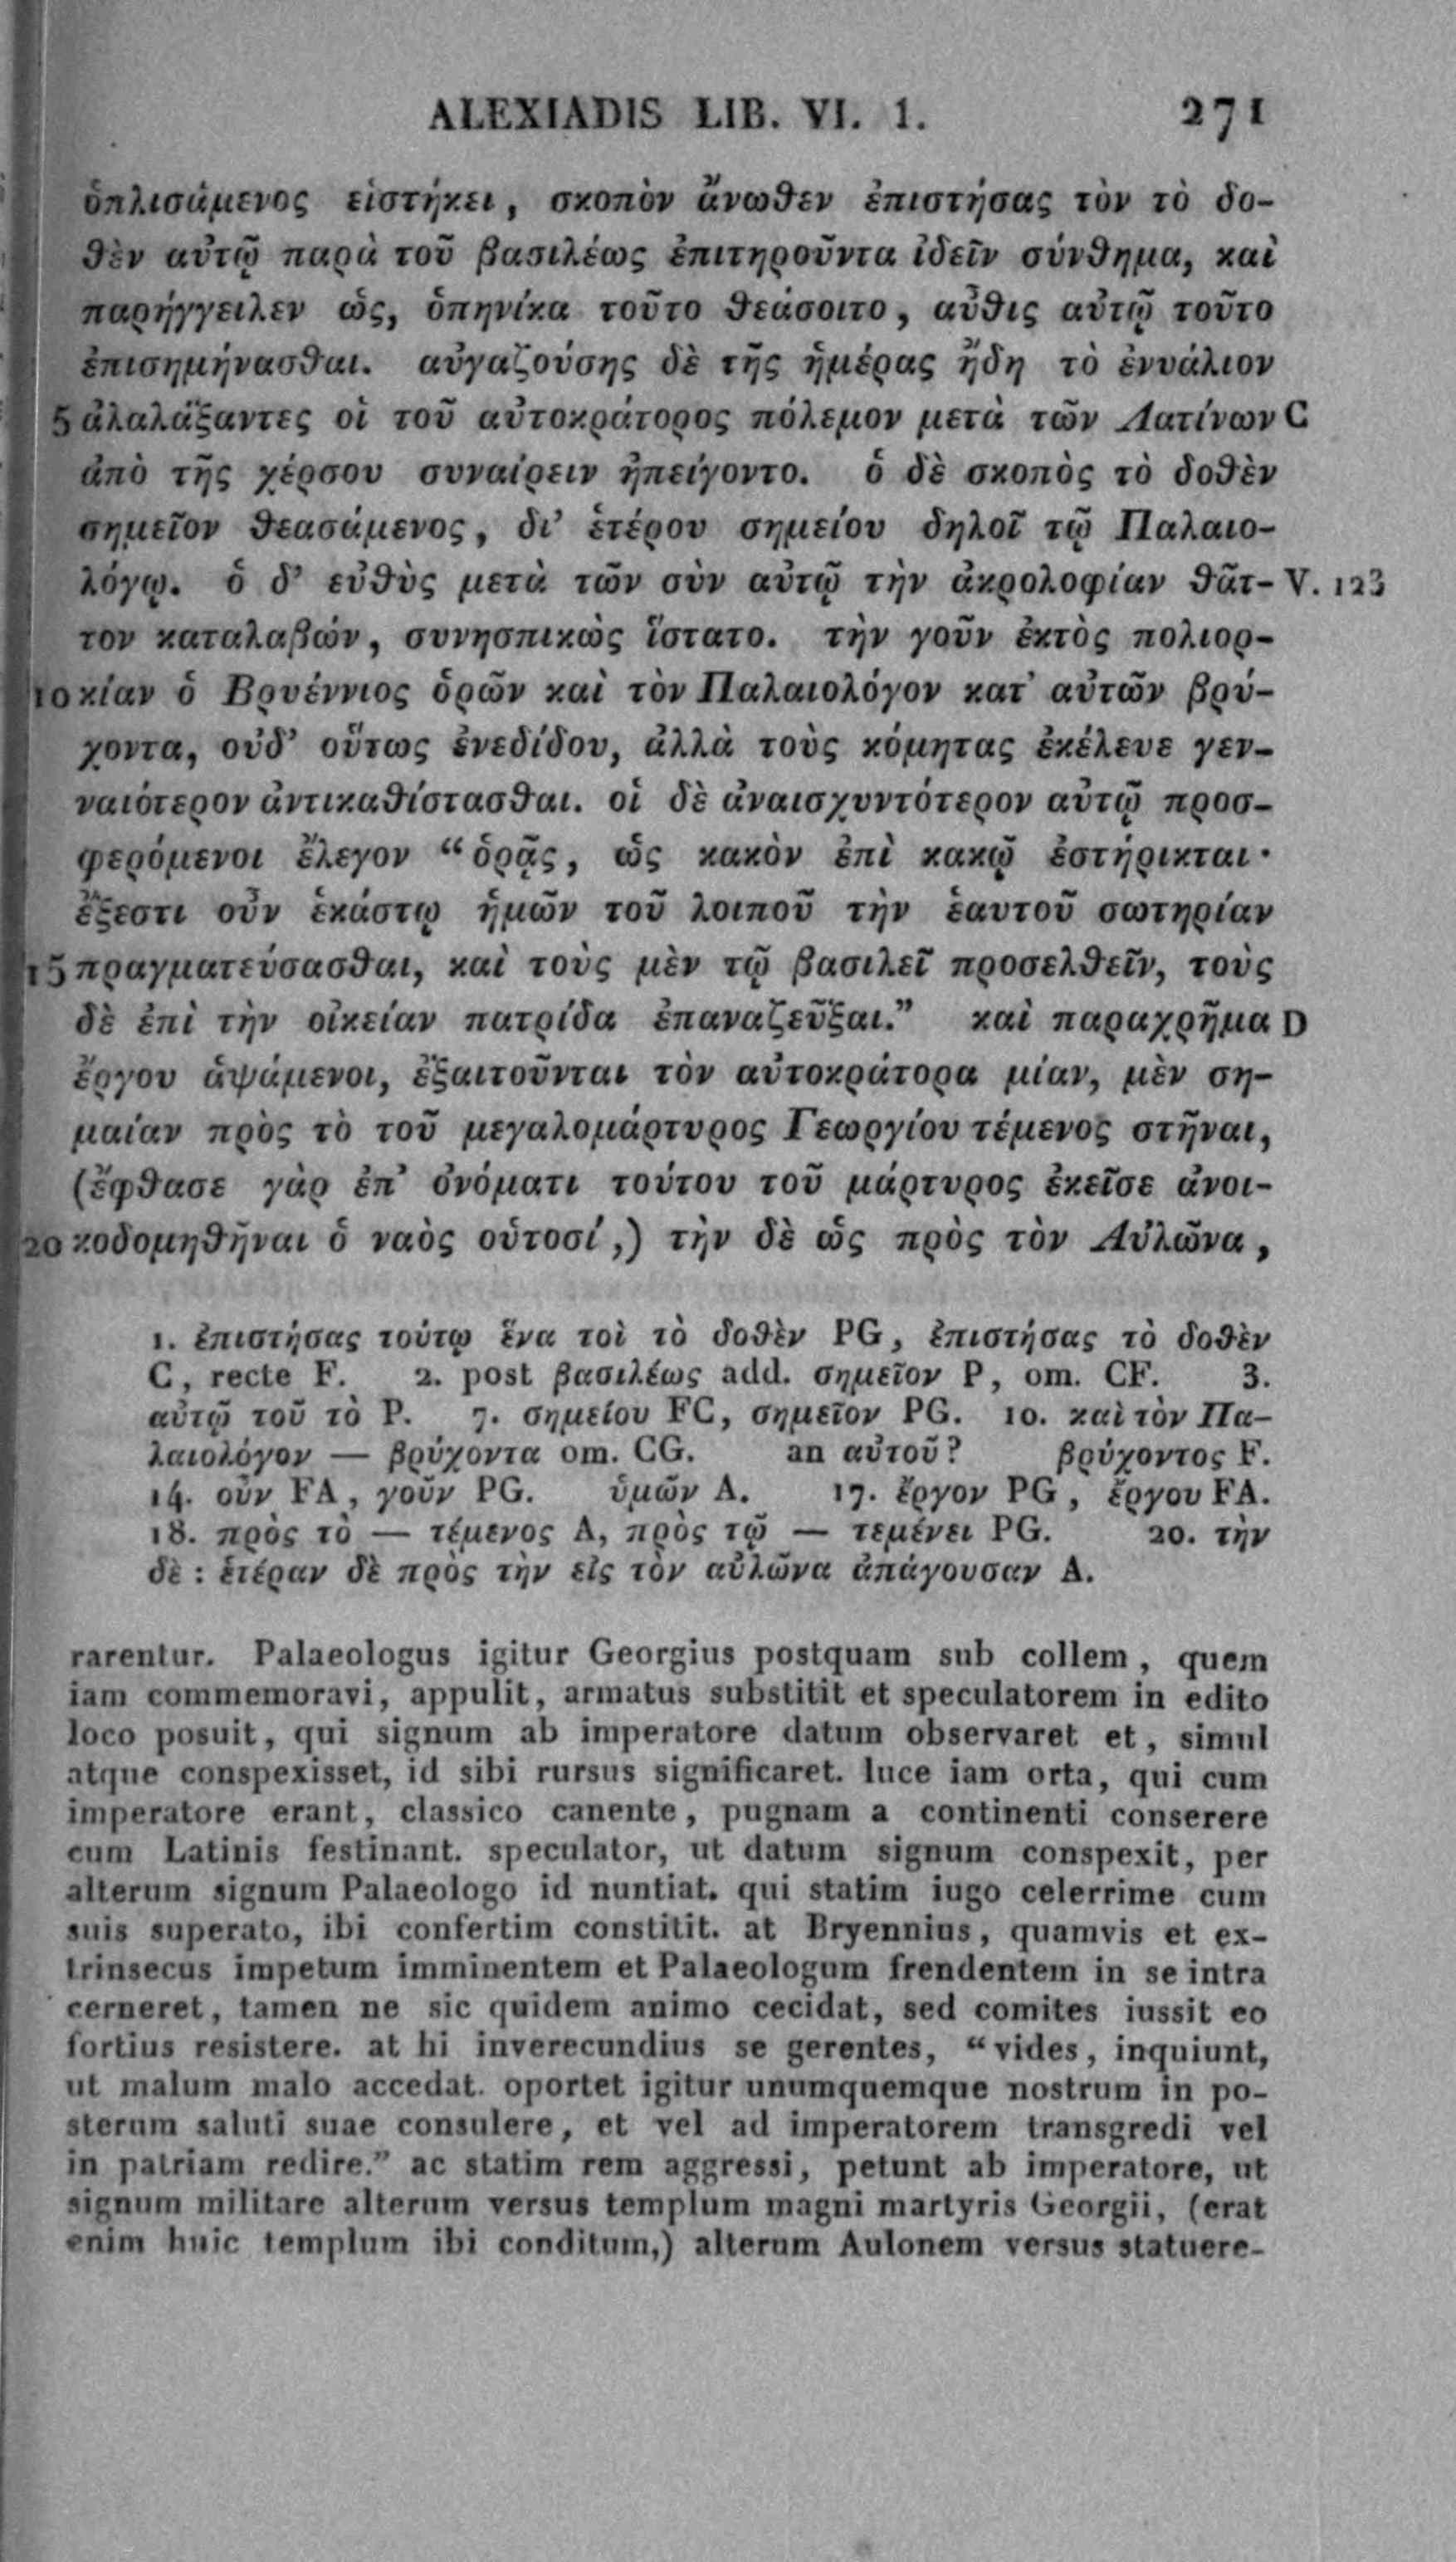 ALEXIADIS LIB. VI. 1. 271
ὁπλισάμενος εἱστήκει, σκοπὸν ἄνωθεν ἐπιστήσας τὸν τὸ δο-
θὲν αὐτῷ παρὰ τοῦ βασιλέως ἐπιτηροῦντα ἰδεῖν σύνθημα, καὶ
παρήγγειλεν ὡς, ὁπηνίκα τοῦτο θεάσοιτο, αὖθις αὐτῷ τοῦτο
ἐπισημήνασθαι. αὐγαζούσης δὲ τῆς ἡμέρας ἤδη τὸ ἐνυάλιον
5 ἀλαλάξαντες οἱ τοῦ αὐτοκράτορος πόλεμον μετὰ τῶν Λατίνων C
ἀπὸ τῆς χέρσου συναίρειν ἠπείγοντο. ὁ δὲ σκοπὸς τὸ δοθὲν
σημεῖον θεασάμενος, δι’ ἑτέρου σημείου δηλοῖ τῷ Παλαιο-
λόγῳ. ὁ δ’ εὐθὺς μετὰ τῶν σὺν αὐτῷ τὴν ἀκρολοφίαν θᾶτ- V. 123
τον καταλαβών, συνησπικὼς ἵστατο. τὴν γοῦν ἐκτὸς πολιορ-
10 κίαν ὁ Βρυέννιος ὁρῶν καὶ τὸν Παλαιολόγον κατ’ αὐτῶν βρύ-
χοντα, οὐδ’ οὕτως ἐνεδίδου, ἀλλὰ τοὺς κόμητας ἐκέλευε γεν-
ναιότερον ἀντικαθίστασθαι. οἱ δὲ ἀναισχυντότερον αὐτῷ προσ-
φερόμενοι ἔλεγον “ὁρᾷς, ὡς κακὸν ἐπὶ κακῷ ἐστήρικται·
ἔξεστι οὖν ἑκάστῳ ἡμῶν τοῦ λοιποῦ τὴν ἑαυτοῦ σωτηρίαν
15 πραγματεύσασθαι, καὶ τοὺς μὲν τῷ βασιλεῖ προσελθεῖν, τοὺς
δὲ ἐπὶ τὴν οἰκείαν πατρίδα ἐπαναζεῦξαι.” καὶ παραχρῆμα D
ἔργου ἁψάμενοι, ἐξαιτοῦνται τὸν αὐτοκράτορα μίαν, μὲν ση-
μαίαν πρὸς τὸ τοῦ μεγαλομάρτυρος Γεωργίου τέμενος στῆναι,
(ἔφθασε γὰρ ἐπ’ ὀνόματι τούτου τοῦ μάρτυρος ἐκεῖσε ἀνοι-
20 κοδομηθῆναι ὁ ναὸς οὑτοσί,) τὴν δὲ ὡς πρὸς τὸν Αὐλῶνα,
1. ἐπιστήσας τούτῳ ἕνα τοὶ τὸ δοθὲν PG, ἐπιστήσας τὸ δοθὲν
C, recte F. 2. post βασιλέως add. σημεῖον P, om. CF. 3.
αὐτῷ τοῦ τὸ P. 7. σημείου FC, σημεῖον PG. 10. καὶ τὸν Πα-
λαιολόγον — βρύχοντα om. CG. an αὐτοῦ? βρύχοντος F.
14. οὖν FA, γοῦν PG. ὑμῶν A. 17. ἔργον PG, ἔργου FA.
18. πρὸς τὸ — τέμενος A, πρὸς τῷ — τεμένει PG. 20. τὴν
δὲ : ἑτέραν δὲ πρὸς τὴν εἰς τὸν αὐλῶνα ἀπάγουσαν A.
rarentur. Palaeologus igitur Georgius postquam sub collem, quem
iam commemoravi, appulit, armatus substitit et speculatorem in edito
loco posuit, qui signum ab imperatore datum observaret et, simul
atque conspexisset, id sibi rursus significaret. luce iam orta, qui cum
imperatore erant, classico canente, pugnam a continenti conserere
cum Latinis festinant. speculator, ut datum signum conspexit, per
alterum signum Palaeologo id nuntiat. qui statim iugo celerrime cum
suis superato, ibi confertim constitit. at Bryennius, quamvis et ex-
trinsecus impetum imminentem et Palaeologum frendentem in se intra
cerneret, tamen ne sic quidem animo cecidat, sed comites iussit eo
fortius resistere. at hi inverecundius se gerentes, “vides, inquiunt,
ut malum malo accedat. oportet igitur unumquemque nostrum in po-
sterum saluti suae consulere, et vel ad imperatorem transgredi vel
in patriam redire.” ac statim rem aggressi, petunt ab imperatore, ut
signum militare alterum versus templum magni martyris Georgii, (erat
enim huic templum ibi conditum,) alterum Aulonem versus statuere-